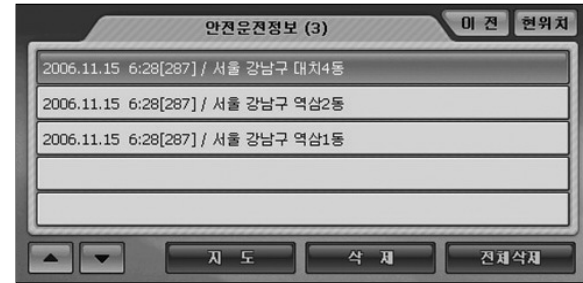 안전운전정보 (3)
이 전
현위치
2006.11.15 6:28[287] / 서울 강남구 대치4동
2006.11.15 6:28[287] / 서울 강남구 역삼2동
2006.11.15 6:28[287] / 서울 강남구 역삼1동
지 도
삭 제
전체삭제